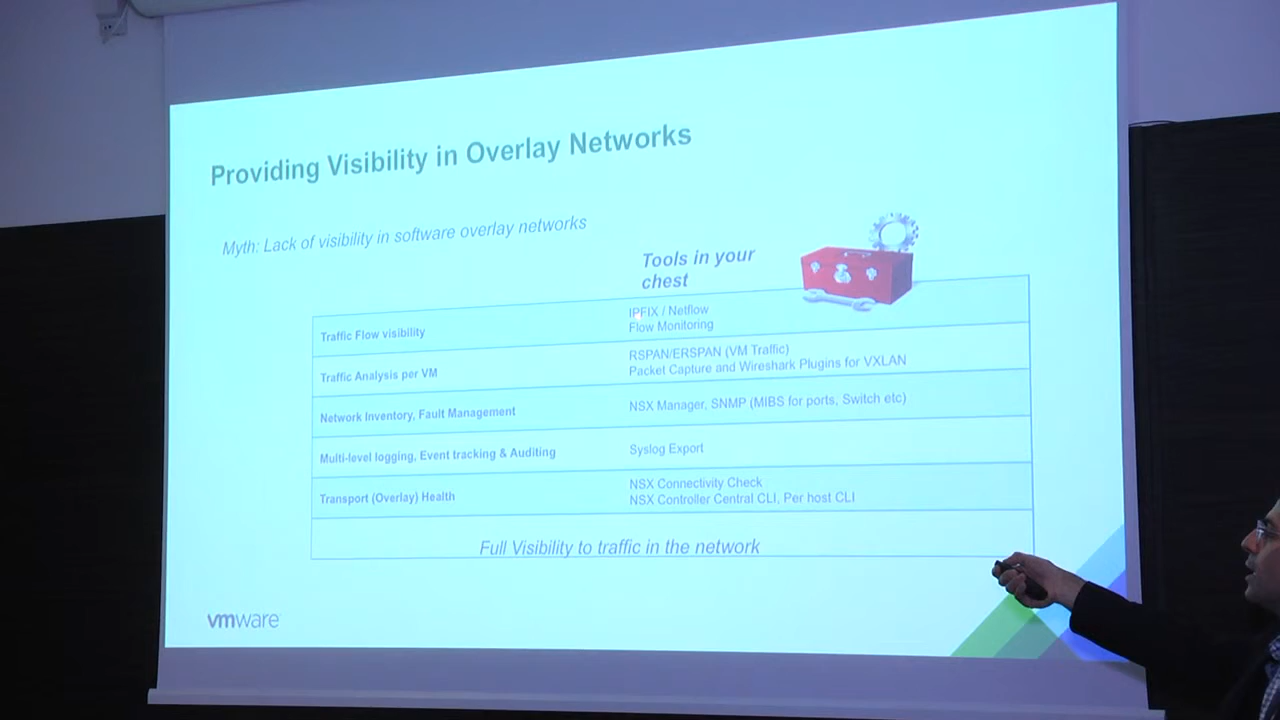 Providing Visibility in Overlay Networks
Myth: Lack of visibility in software overlay networks
Tools in your
chest
Traffic Flow visibility
IPFIX / Netflow
Flow Monitoring
Traffic Analysis per VM
RSPAN/ERSPAN (VM Traffic)
Packet Capture and Wireshark Plugins for VXLAN
Network Inventory, Fault Management
NSX Manager, SNMP (MIBS for ports, Switch etc)
Multi-level logging, Event tracking & Auditing
Syslog Export
Transport (Overlay) Health
NSX Connectivity Check
NSX Controller Central CLI, Per host CLI
Full Visibility to traffic in the network
vmware